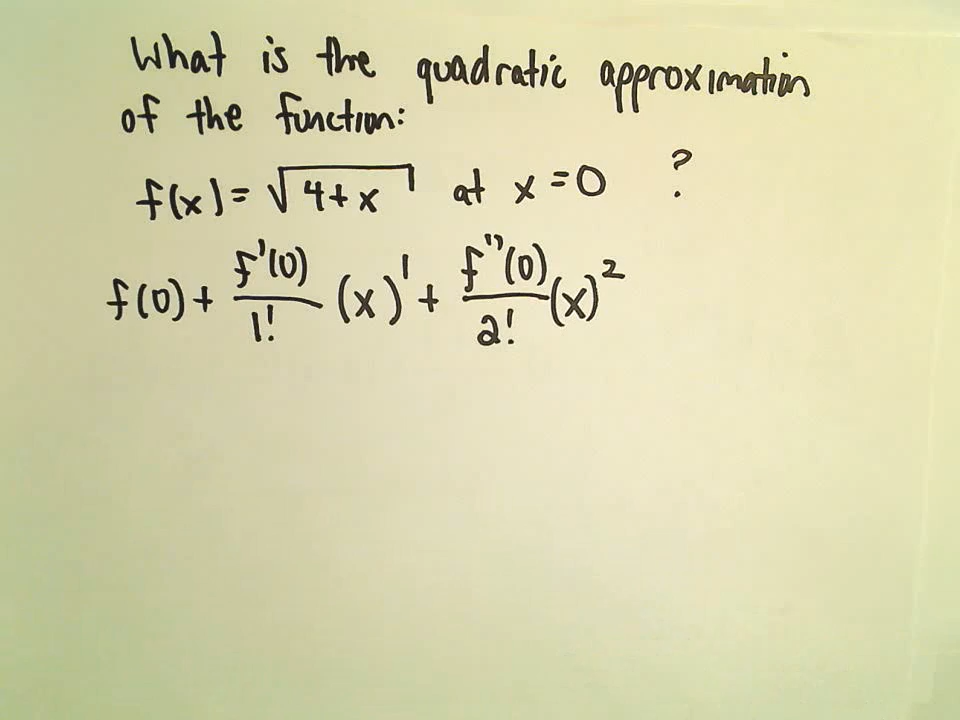 What is the quadratic approximation
of the function:
f(x) = √4+x at x=0 ?
f(0) + f'(0)/1! (x)¹ + f''(0)/2! (x)²